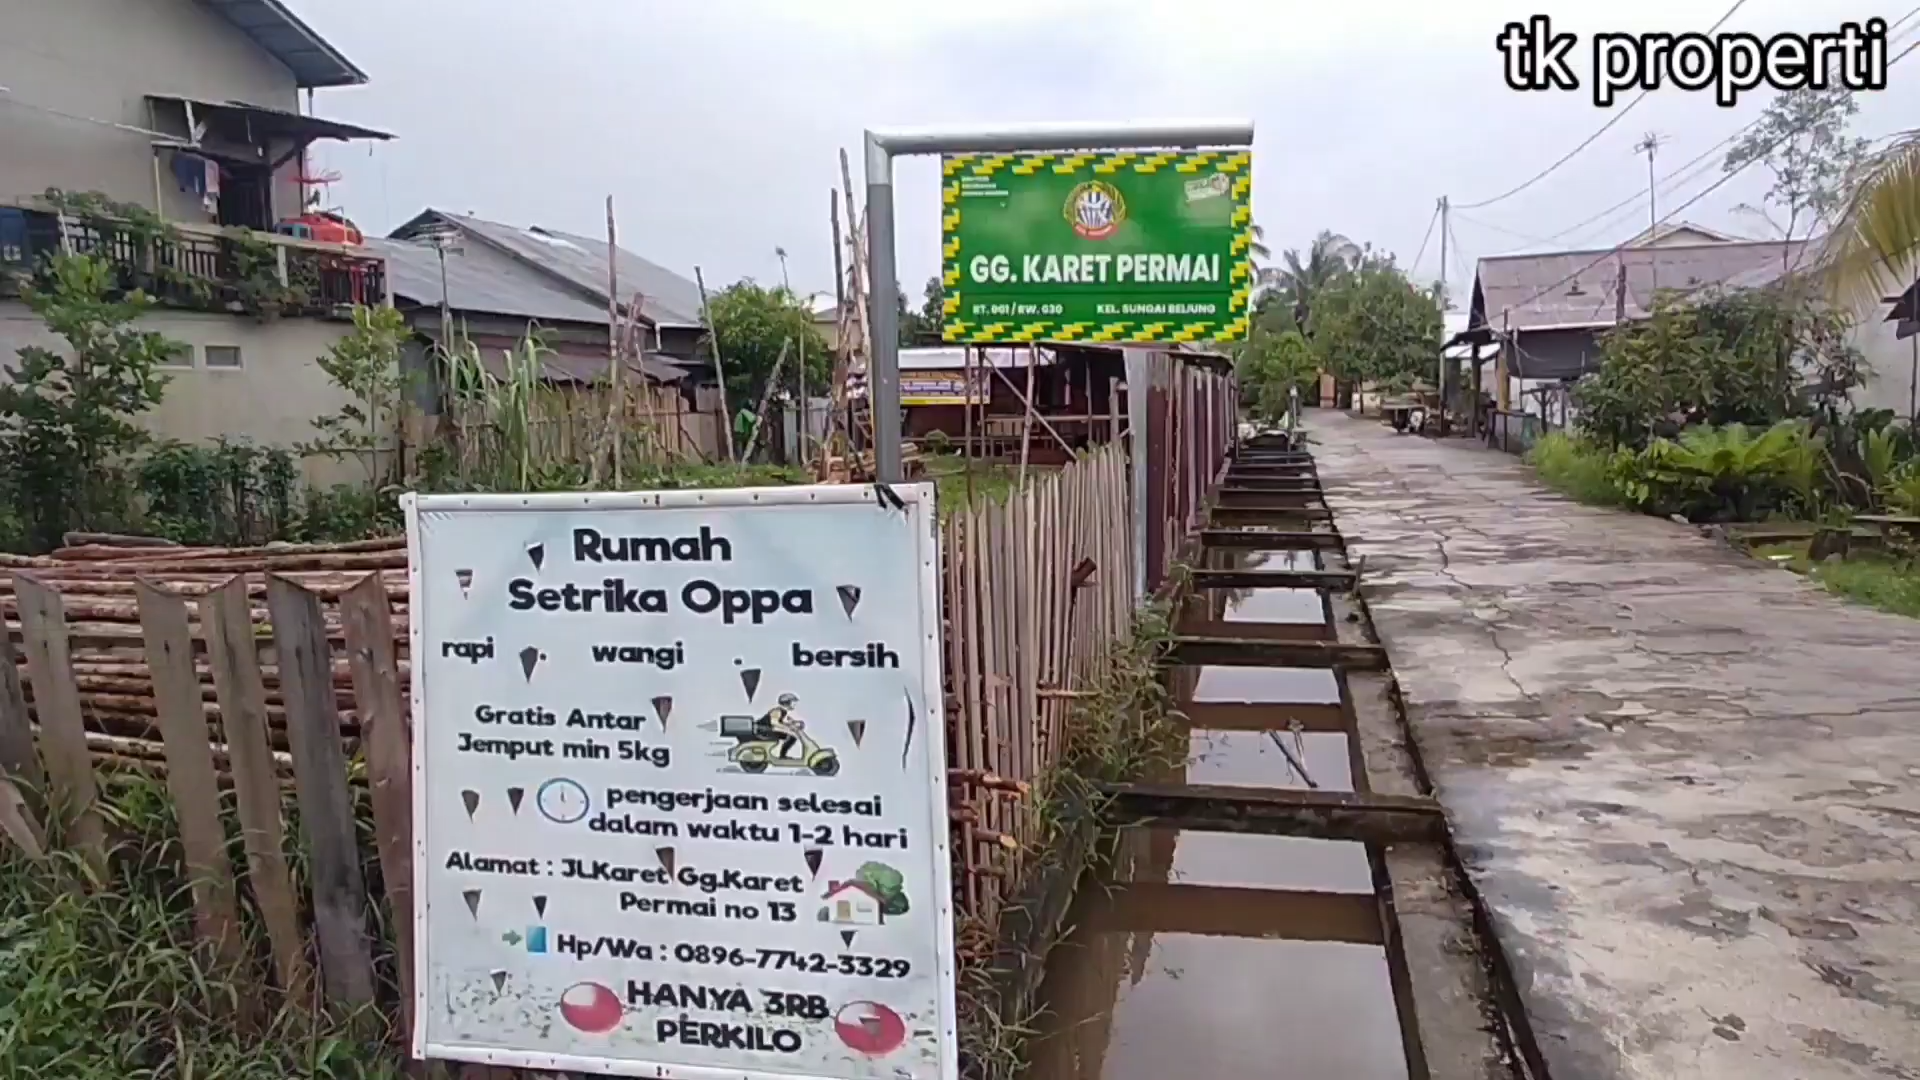 tk properti
GG. KARET PERMAI
RT. 001 / RW. 030 KEL. SUNGAI BELIUNG
Rumah
Setrika Oppa
rapi . wangi . bersih
Gratis Antar
Jemput min 5kg
pengerjaan selesai
dalam waktu 1-2 hari
Alamat : Jl.Karet Gg.Karet
Permai no 13
Hp/Wa : 0896-7742-3329
HANYA 3RB
PERKILO